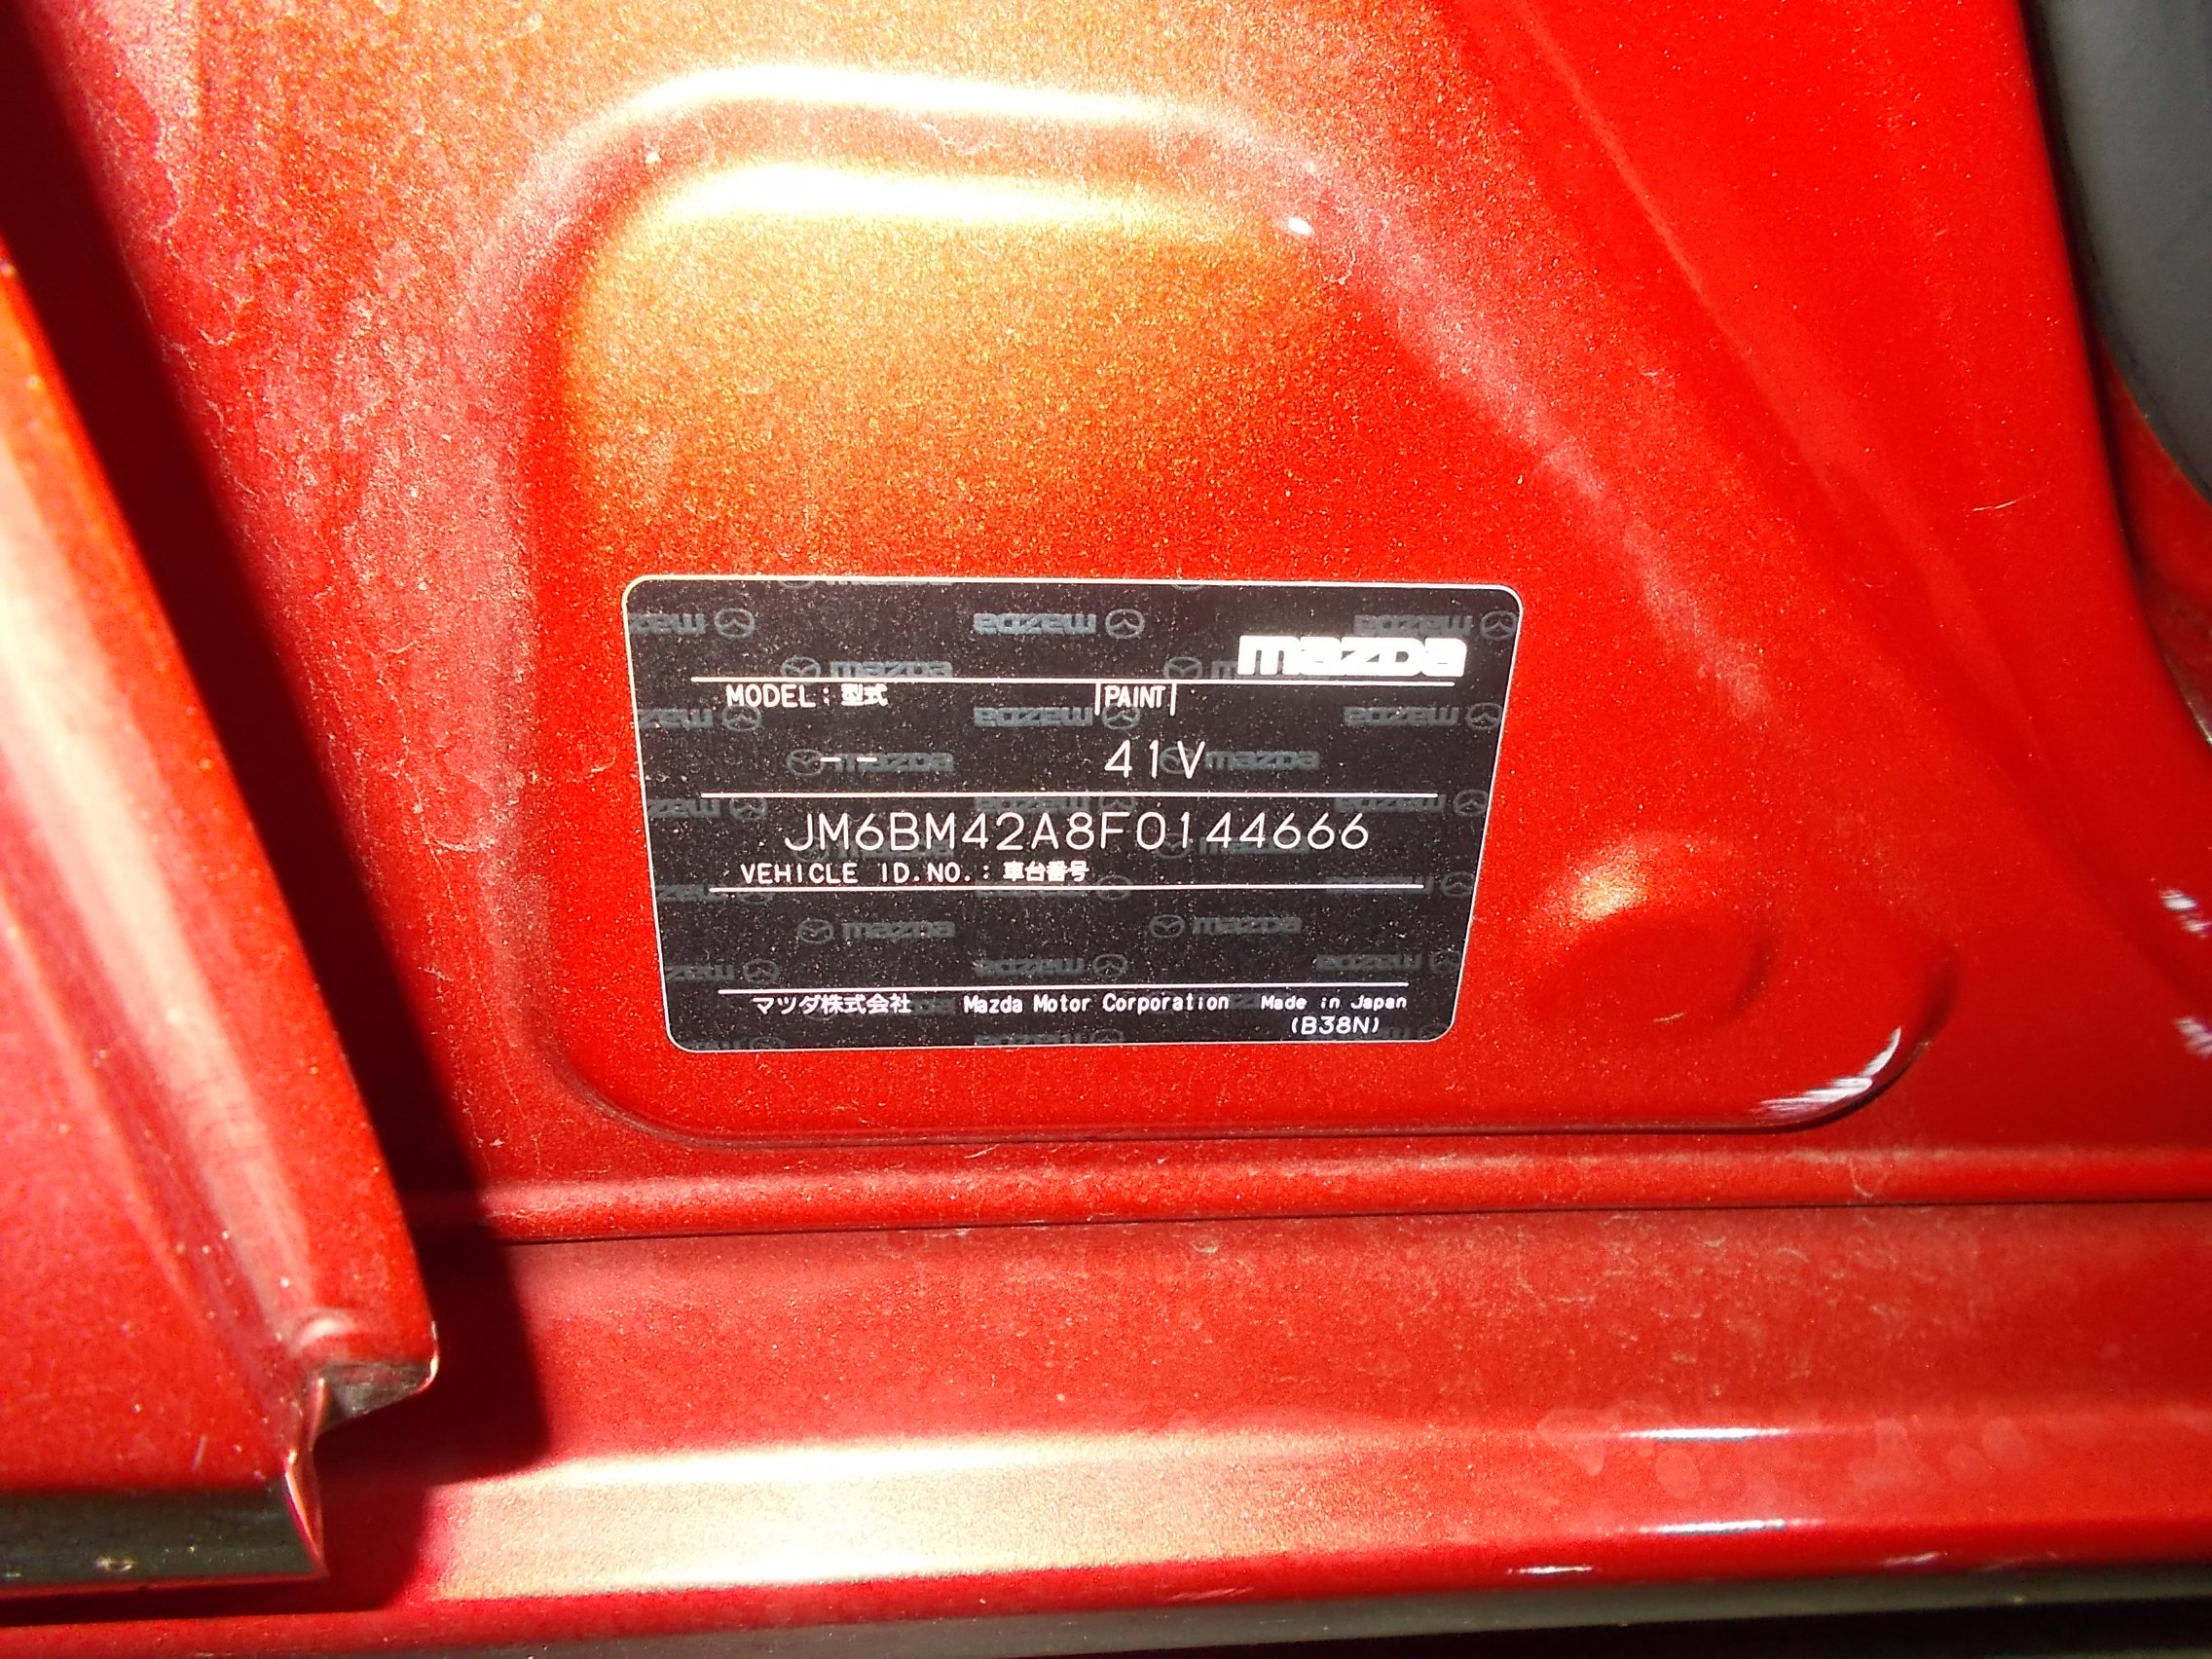 mazda
MODEL : 型式 PAINT
-- 41V
JM6BM42A8F0144666
VEHICLE ID.NO. : 車台番号
マツダ株式会社 Mazda Motor Corporation Made in Japan
(B38N)